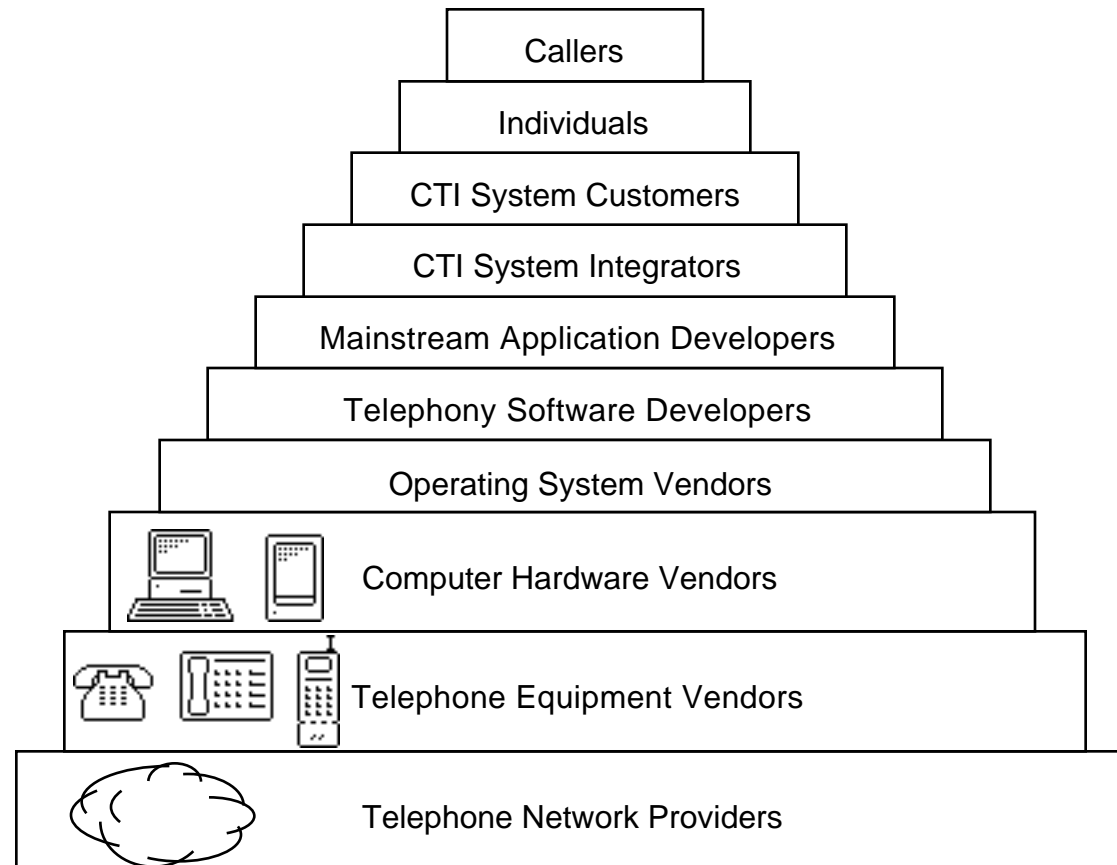 Callers
Individuals
CTI System Customers
CTI System Integrators
Mainstream Application Developers
Telephony Software Developers
Operating System Vendors
Computer Hardware Vendors
Telephone Equipment Vendors
Telephone Network Providers